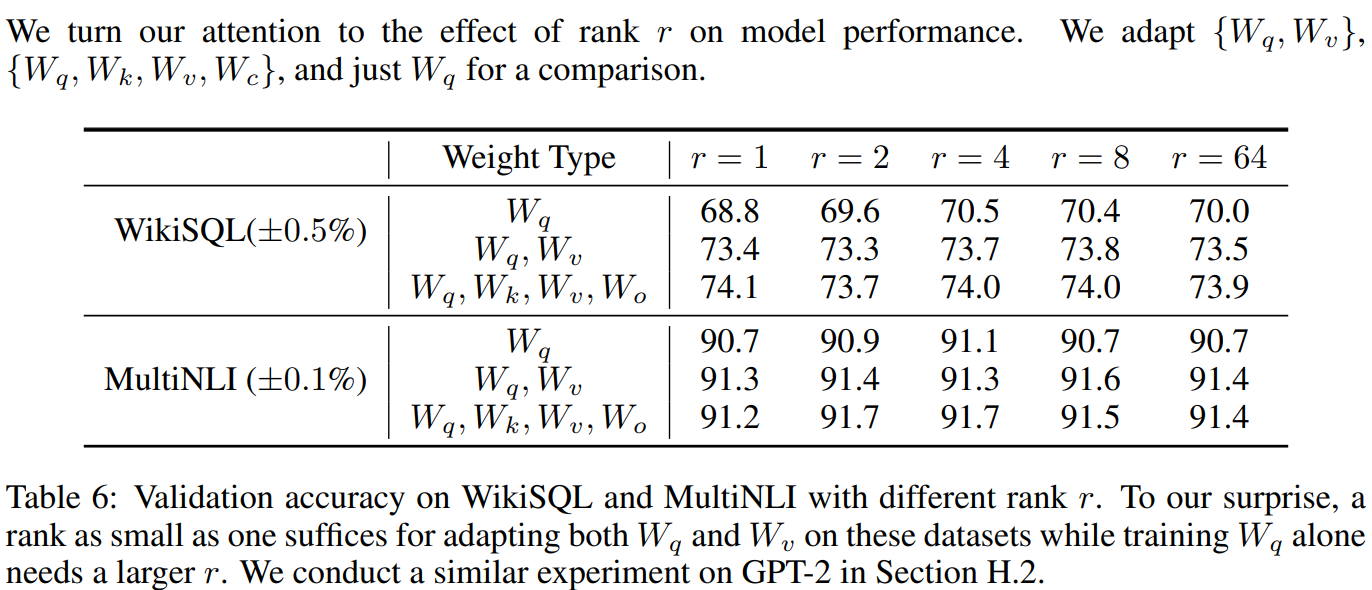 We turn our attention to the effect of rank r on model performance. We adapt {W_q, W_v},
{W_q, W_k, W_v, W_c}, and just W_q for a comparison.
Weight Type r = 1 r = 2 r = 4 r = 8 r = 64
WikiSQL(±0.5%)
W_q 68.8 69.6 70.5 70.4 70.0
W_q, W_v 73.4 73.3 73.7 73.8 73.5
W_q, W_k, W_v, W_o 74.1 73.7 74.0 74.0 73.9
MultiNLI (±0.1%)
W_q 90.7 90.9 91.1 90.7 90.7
W_q, W_v 91.3 91.4 91.3 91.6 91.4
W_q, W_k, W_v, W_o 91.2 91.7 91.7 91.5 91.4
Table 6: Validation accuracy on WikiSQL and MultiNLI with different rank r. To our surprise, a
rank as small as one suffices for adapting both W_q and W_v on these datasets while training W_q alone
needs a larger r. We conduct a similar experiment on GPT-2 in Section H.2.